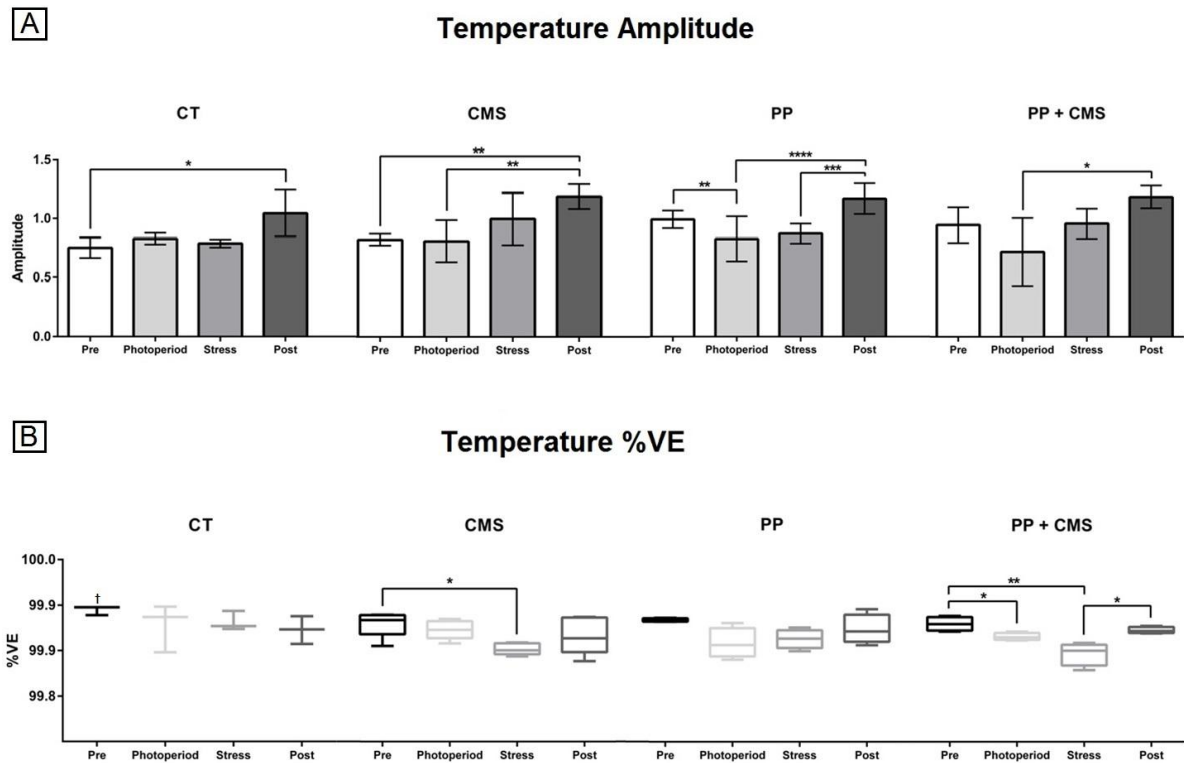 A
Temperature Amplitude
CT CMS PP PP + CMS
* ** ** ** **** *** *
Amplitude
1.5
1.0
0.5
0.0
Pre Photoperiod Stress Post Pre Photoperiod Stress Post Pre Photoperiod Stress Post Pre Photoperiod Stress Post
B
Temperature %VE
CT CMS PP PP + CMS
† * ** * *
%VE
100.0
99.9
99.9
99.8
Pre Photoperiod Stress Post Pre Photoperiod Stress Post Pre Photoperiod Stress Post Pre Photoperiod Stress Post